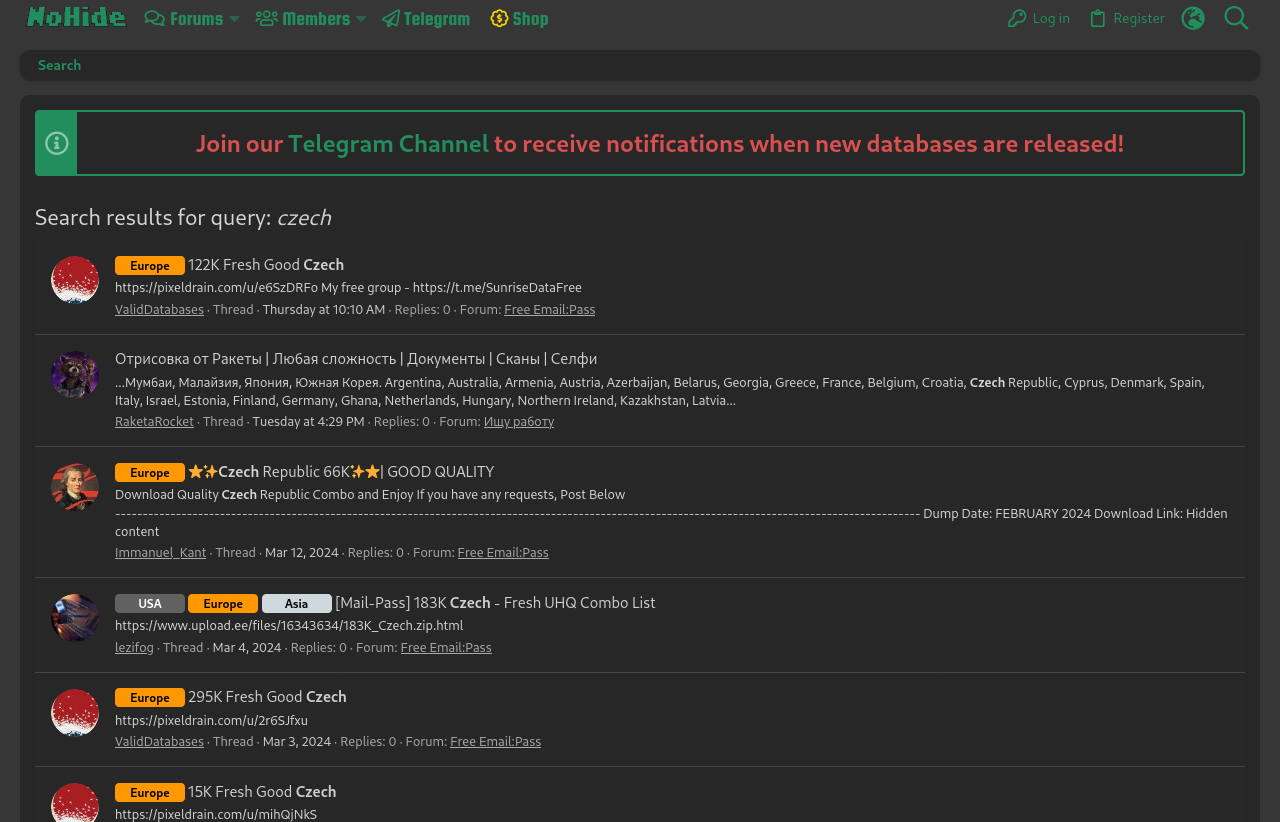 NoHide Forums Members Telegram Shop Log in Register
Search
Join our Telegram Channel to receive notifications when new databases are released!
Search results for query: czech
Europe 122K Fresh Good Czech
https://pixeldrain.com/u/e6SzDRFo My free group - https://t.me/SunriseDataFree
ValidDatabases · Thread · Thursday at 10:10 AM · Replies: 0 · Forum: Free Email:Pass
Отрисовка от Ракеты | Любая сложность | Документы | Сканы | Селфи
...Мумбаи, Малайзия, Япония, Южная Корея. Argentina, Australia, Armenia, Austria, Azerbaijan, Belarus, Georgia, Greece, France, Belgium, Croatia, Czech Republic, Cyprus, Denmark, Spain,
Italy, Israel, Estonia, Finland, Germany, Ghana, Netherlands, Hungary, Northern Ireland, Kazakhstan, Latvia...
RaketaRocket · Thread · Tuesday at 4:29 PM · Replies: 0 · Forum: Ищу работу
Europe ⭐✨Czech Republic 66K✨⭐| GOOD QUALITY
Download Quality Czech Republic Combo and Enjoy If you have any requests, Post Below
---------------------------------------------------------------------------------------------------------------------------------------------------- Dump Date: FEBRUARY 2024 Download Link: Hidden
content
Immanuel_Kant · Thread · Mar 12, 2024 · Replies: 0 · Forum: Free Email:Pass
USA Europe Asia [Mail-Pass] 183K Czech - Fresh UHQ Combo List
https://www.upload.ee/files/16343634/183K_Czech.zip.html
lezifog · Thread · Mar 4, 2024 · Replies: 0 · Forum: Free Email:Pass
Europe 295K Fresh Good Czech
https://pixeldrain.com/u/2r6SJfxu
ValidDatabases · Thread · Mar 3, 2024 · Replies: 0 · Forum: Free Email:Pass
Europe 15K Fresh Good Czech
https://pixeldrain.com/u/mihQjNkS